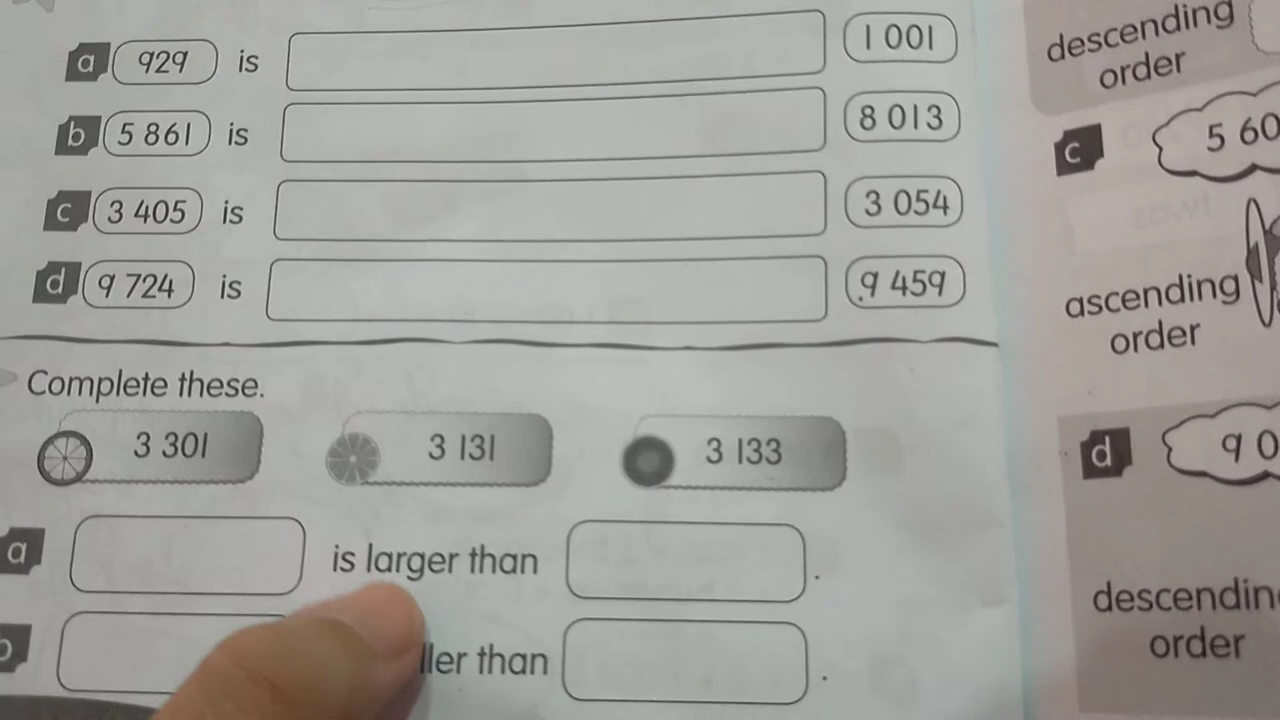 a 929 is 1 001
b 5 861 is 8 013
c 3 405 is 3 054
d 9 724 is 9 459
Complete these.
3 301 3 131 3 133
a is larger than .
ller than .
descending
order
c 5 60
ascending
order
d 9 0
descendin
order